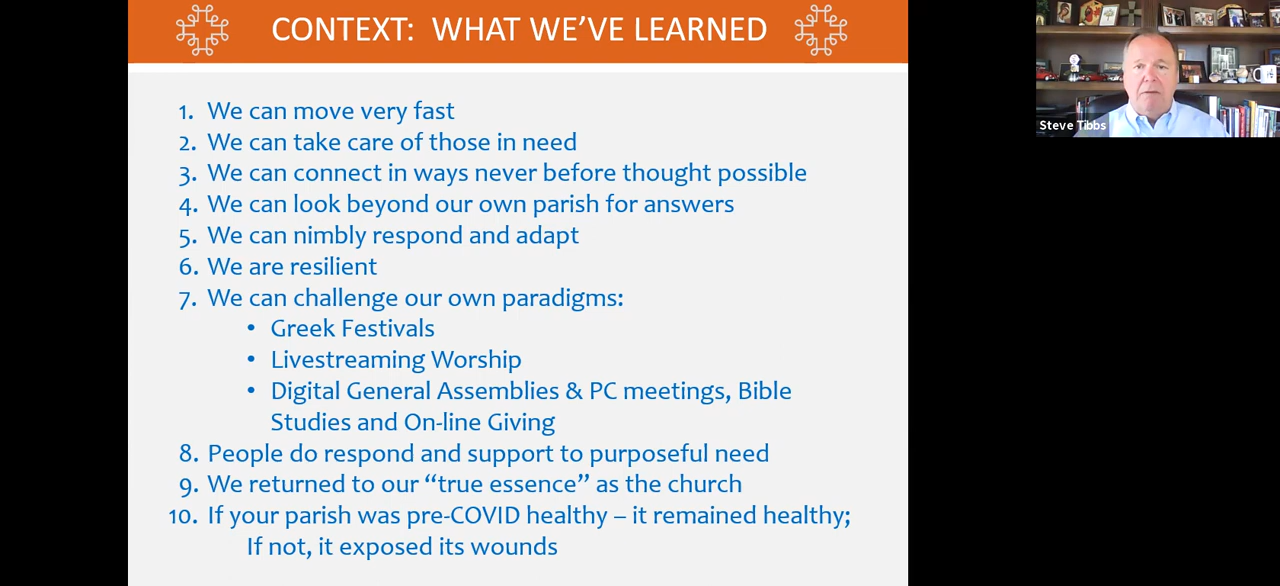 CONTEXT: WHAT WE'VE LEARNED
1. We can move very fast
2. We can take care of those in need
3. We can connect in ways never before thought possible
4. We can look beyond our own parish for answers
5. We can nimbly respond and adapt
6. We are resilient
7. We can challenge our own paradigms:
• Greek Festivals
• Livestreaming Worship
• Digital General Assemblies & PC meetings, Bible
Studies and On-line Giving
8. People do respond and support to purposeful need
9. We returned to our “true essence” as the church
10. If your parish was pre-COVID healthy – it remained healthy;
If not, it exposed its wounds
Steve Tibbs